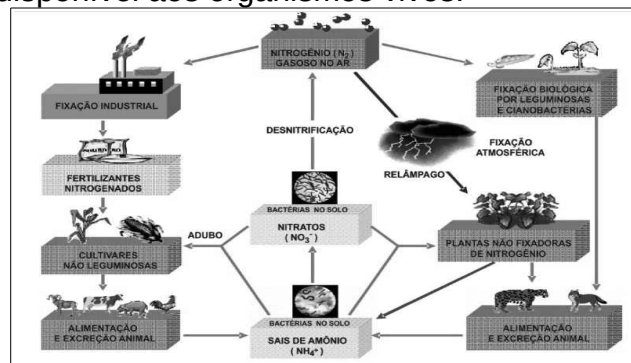 disponível aos organismos vivos.
NITROGÊNIO ( N₂ )
GASOSO NO AR
FIXAÇÃO INDUSTRIAL
FIXAÇÃO BIOLÓGICA
POR LEGUMINOSAS
E CIANOBACTÉRIAS
DESNITRIFICAÇÃO
FIXAÇÃO
ATMOSFÉRICA
RELÂMPAGO
FERTILIZANTES
NITROGENADOS
BACTÉRIAS NO SOLO
NITRATOS
( NO₃⁻ )
ADUBO
CULTIVARES
NÃO LEGUMINOSAS
PLANTAS NÃO FIXADORAS
DE NITROGÊNIO
BACTÉRIAS NO SOLO
SAIS DE AMÔNIO
( NH₄⁺ )
ALIMENTAÇÃO
E EXCREÇÃO ANIMAL
ALIMENTAÇÃO
E EXCREÇÃO ANIMAL